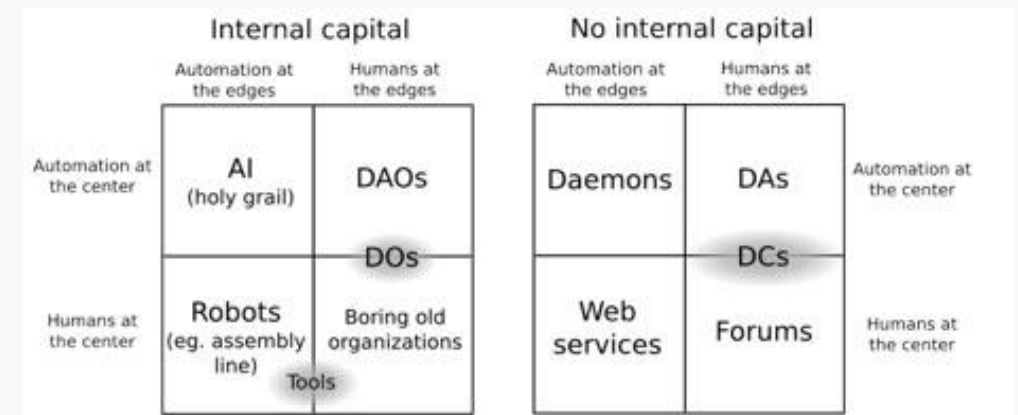 Internal capital
No internal capital
Automation at
the edges
Humans at
the edges
Automation at
the edges
Humans at
the edges
Automation at
the center
AI
(holy grail)
DAOs
Daemons
DAs
Automation at
the center
DOs
DCs
Humans at
the center
Robots
(eg. assembly
line)
Boring old
organizations
Tools
Web
services
Forums
Humans at
the center